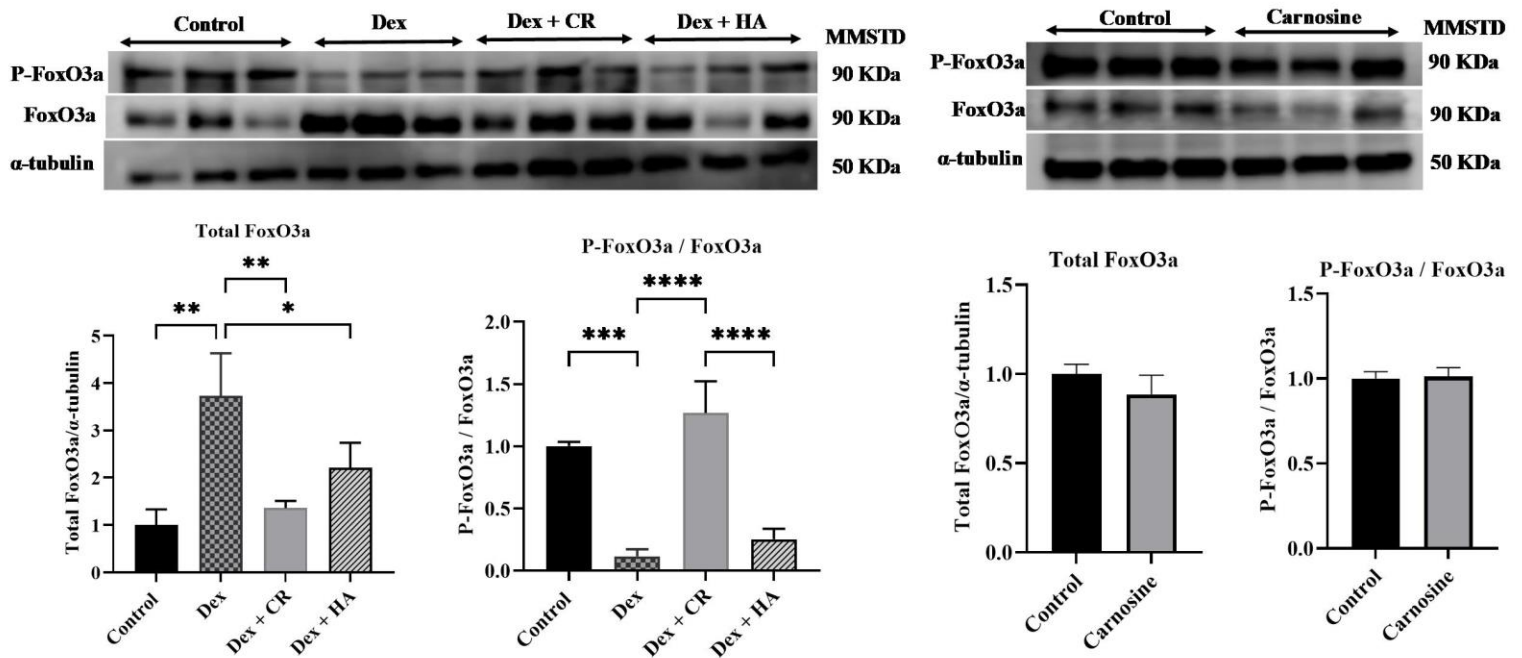 Control Dex Dex + CR Dex + HA MMSTD
P-FoxO3a 90 KDa
FoxO3a 90 KDa
α-tubulin 50 KDa
Control Carnosine MMSTD
P-FoxO3a 90 KDa
FoxO3a 90 KDa
α-tubulin 50 KDa
Total FoxO3a
**
** *
Total FoxO3a/α-tubulin
5
4
3
2
1
0
Control Dex Dex + CR Dex + HA
P-FoxO3a / FoxO3a
****
*** ****
P-FoxO3a / FoxO3a
2.0
1.5
1.0
0.5
0.0
Control Dex Dex + CR Dex + HA
Total FoxO3a
Total FoxO3a/α-tubulin
1.5
1.0
0.5
0.0
Control Carnosine
P-FoxO3a / FoxO3a
P-FoxO3a / FoxO3a
1.5
1.0
0.5
0.0
Control Carnosine